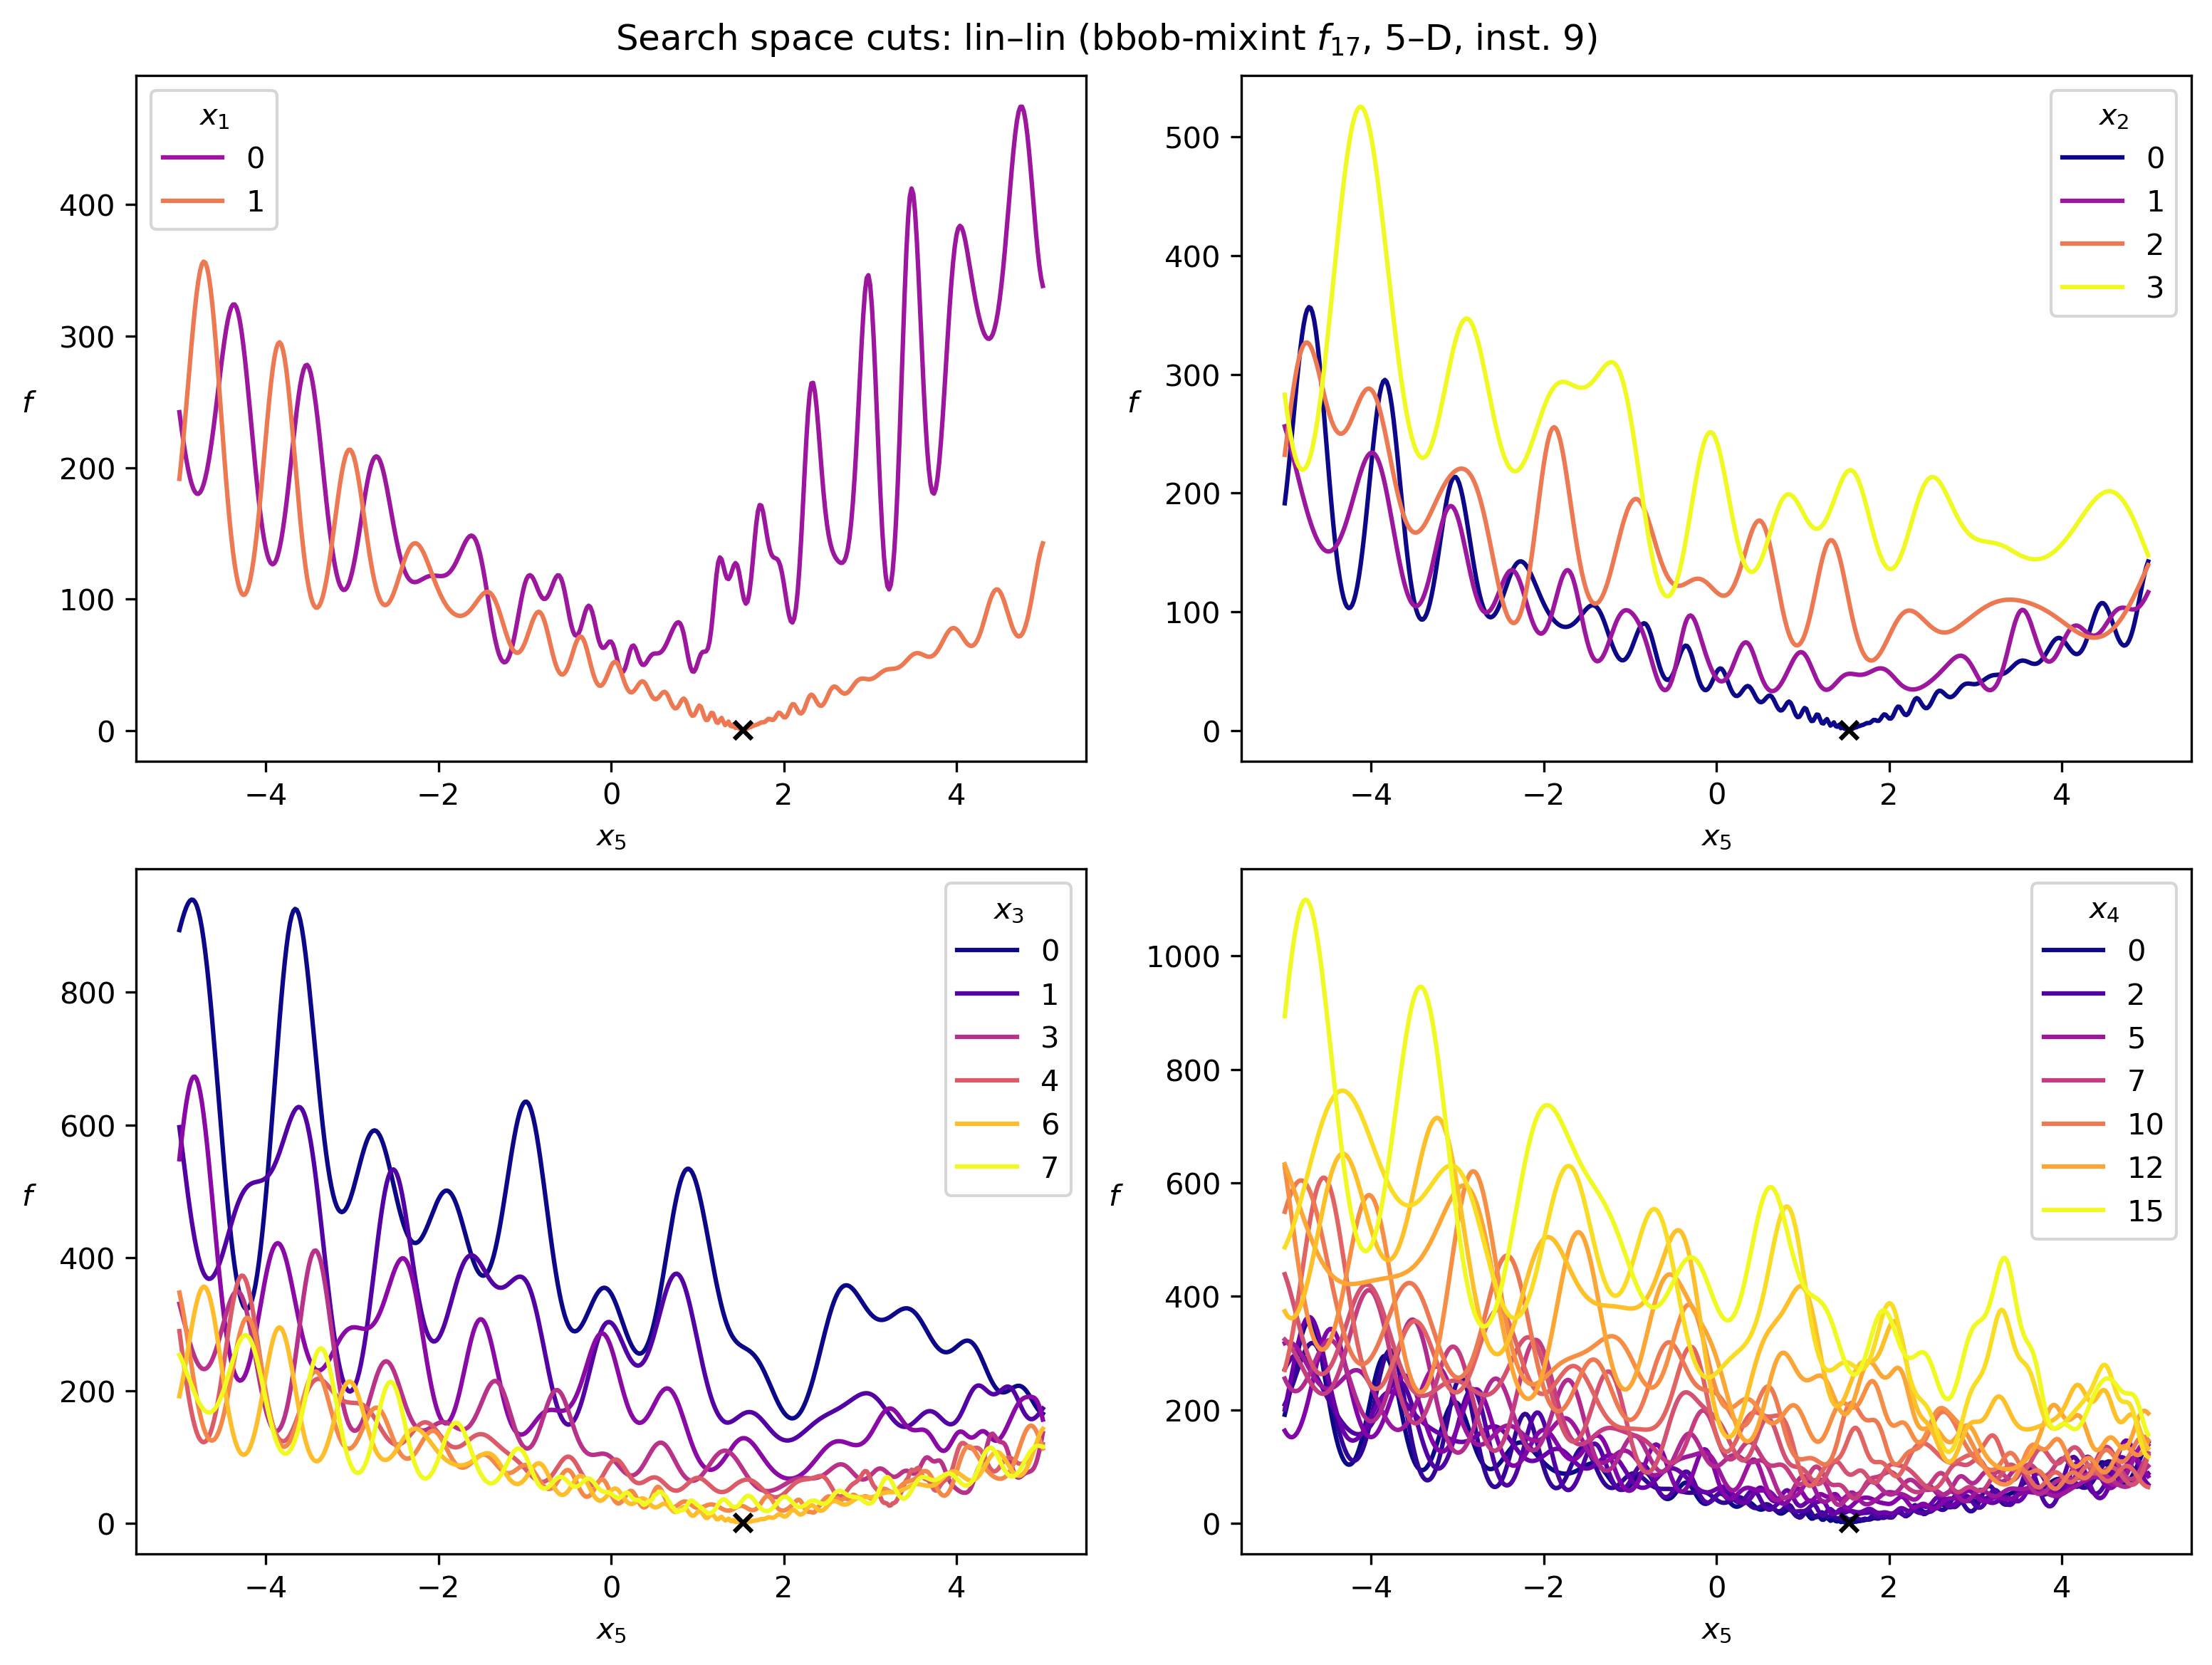 Search space cuts: lin–lin (bbob-mixint f17, 5–D, inst. 9)
x1
0
1
400
300
200
100
0
f
−4 −2 0 2 4
x5
x2
0
1
2
3
500
400
300
200
100
0
f
−4 −2 0 2 4
x5
x3
0
1
3
4
6
7
800
600
400
200
0
f
−4 −2 0 2 4
x5
x4
0
2
5
7
10
12
15
1000
800
600
400
200
0
f
−4 −2 0 2 4
x5